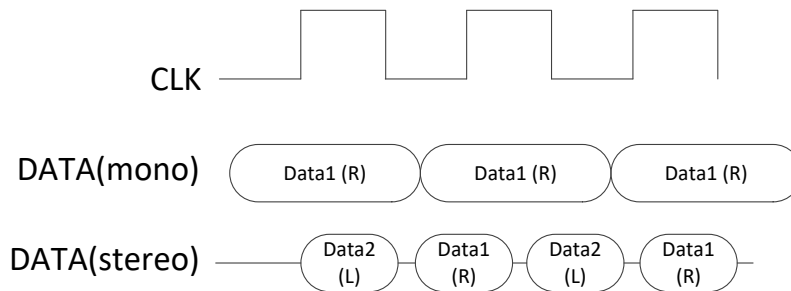 CLK
DATA(mono)
Data1 (R)
Data1 (R)
Data1 (R)
DATA(stereo)
Data2
(L)
Data1
(R)
Data2
(L)
Data1
(R)